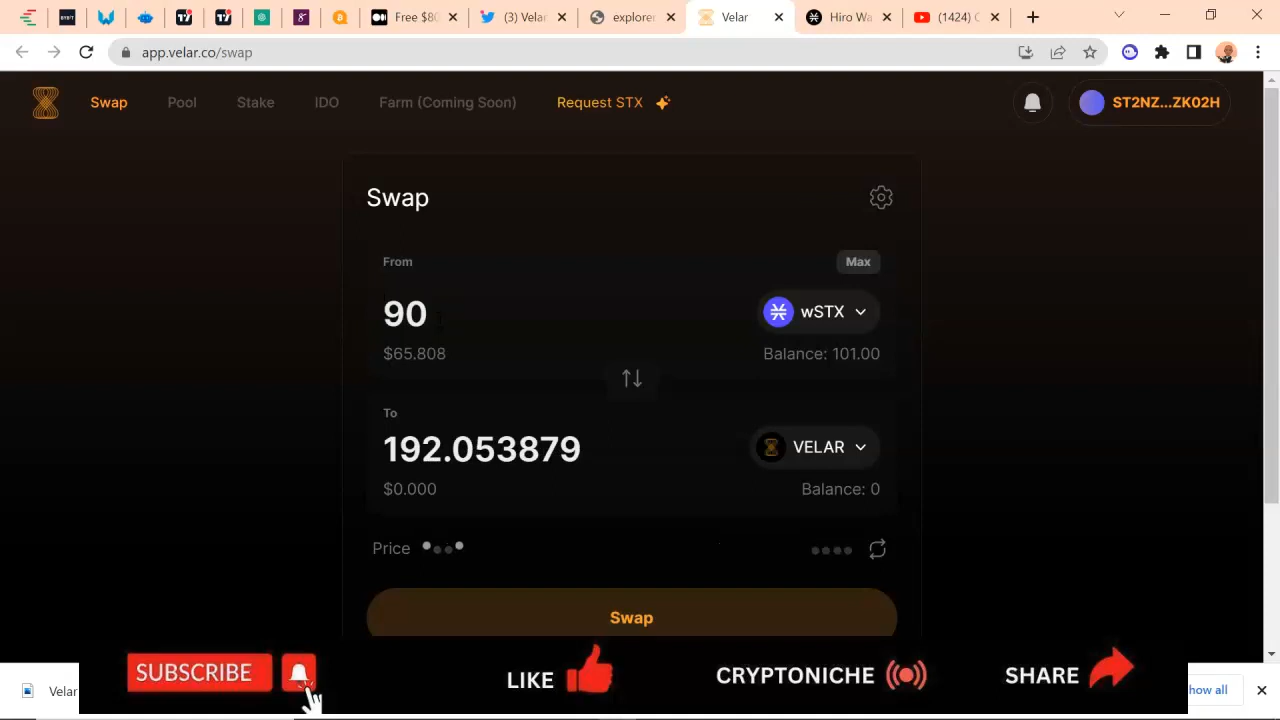 Free $80
(3) Velar
explorer
Velar
Hiro Wa
(1424) C
app.velar.co/swap
Swap
Pool
Stake
IDO
Farm (Coming Soon)
Request STX
ST2NZ...ZK02H
Swap
From
Max
90
wSTX
$65.808
Balance: 101.00
To
192.053879
VELAR
$0.000
Balance: 0
Price
Swap
SUBSCRIBE
LIKE
CRYPTONICHE
SHARE
Velar
how all